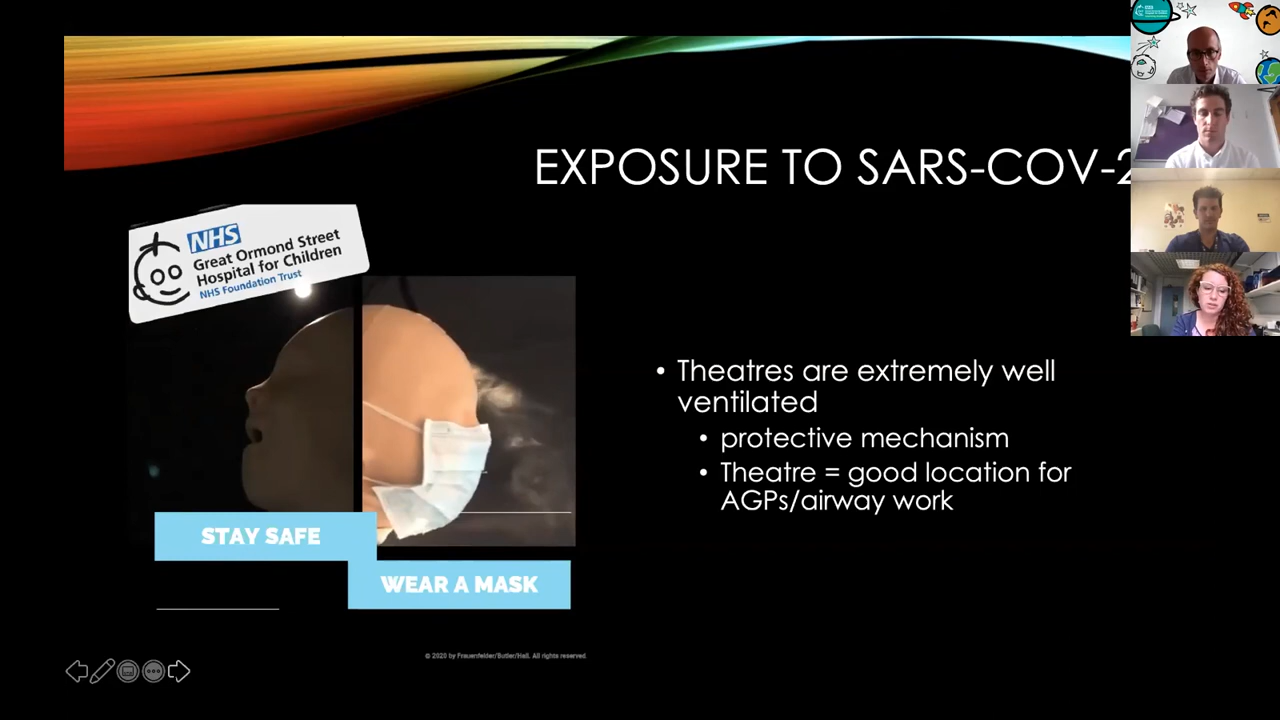 EXPOSURE TO SARS-COV-2
NHS
Great Ormond Street
Hospital for Children
NHS Foundation Trust
• Theatres are extremely well
ventilated
• protective mechanism
• Theatre = good location for
AGPs/airway work
STAY SAFE
WEAR A MASK
© 2020 by Frauenfelder/Butler/Hall. All rights reserved.